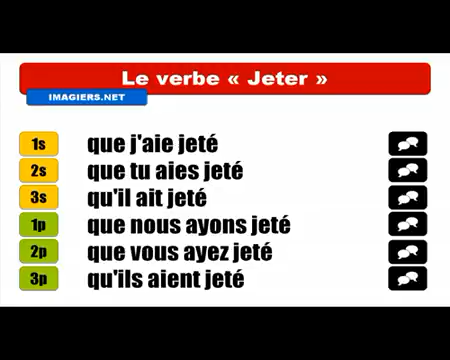 Le verbe « Jeter »
IMAGIERS.NET
1s que j'aie jeté
2s que tu aies jeté
3s qu'il ait jeté
1p que nous ayons jeté
2p que vous ayez jeté
3p qu'ils aient jeté